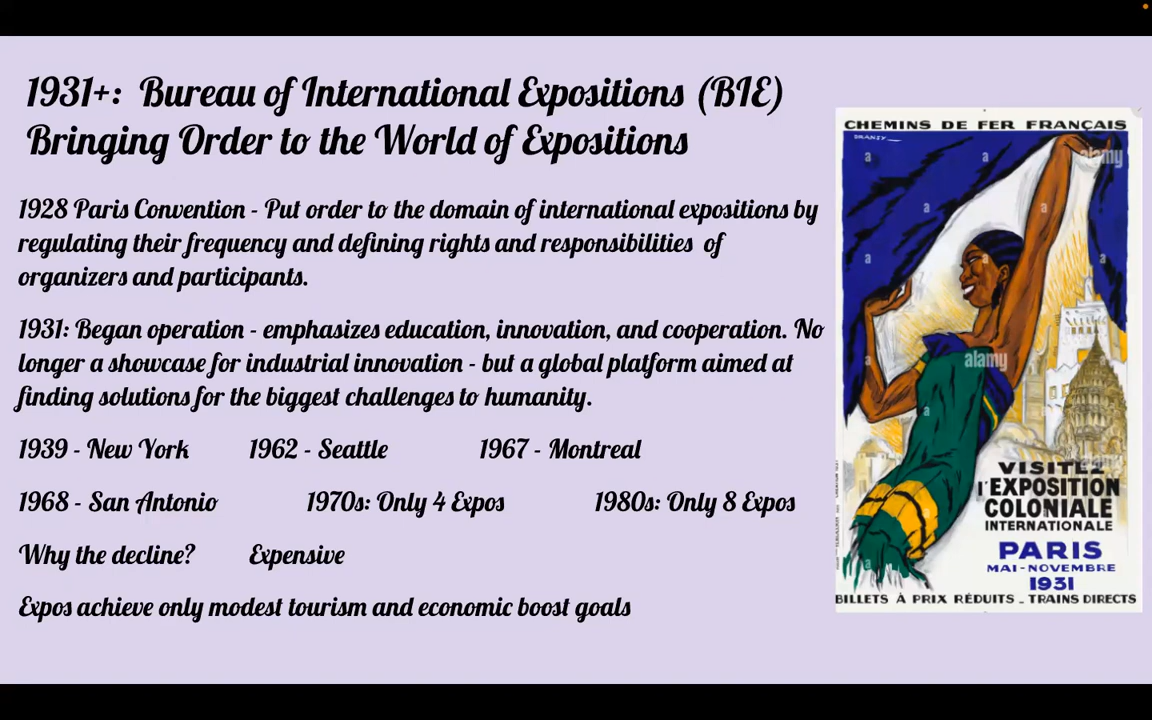 1931+: Bureau of International Expositions (BIE)
Bringing Order to the World of Expositions
1928 Paris Convention - Put order to the domain of international expositions by
regulating their frequency and defining rights and responsibilities of
organizers and participants.
1931: Began operation - emphasizes education, innovation, and cooperation. No
longer a showcase for industrial innovation - but a global platform aimed at
finding solutions for the biggest challenges to humanity.
1939 - New York 1962 - Seattle 1967 - Montreal
1968 - San Antonio 1970s: Only 4 Expos 1980s: Only 8 Expos
Why the decline? Expensive
Expos achieve only modest tourism and economic boost goals
CHEMINS DE FER FRANÇAIS
alamy
a a
a a
a a a
alamy
a
a
VISITEZ
l'EXPOSITION
COLONIALE
INTERNATIONALE
PARIS
MAI-NOVEMBRE
1931
BILLETS À PRIX RÉDUITS _ TRAINS DIRECTS